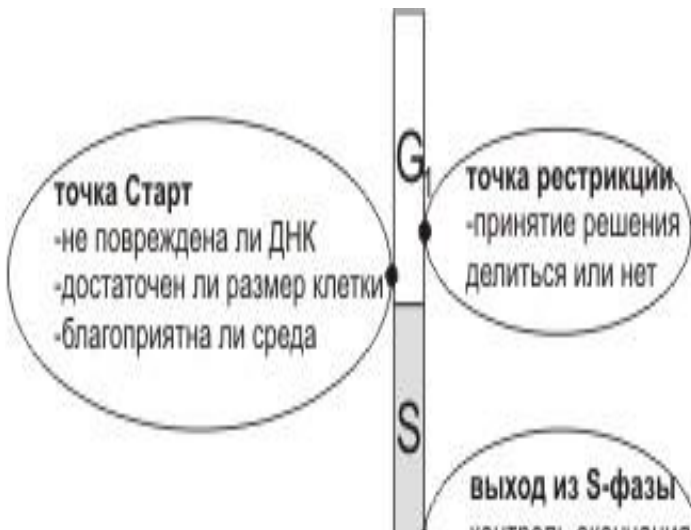 точка Старт
-не повреждена ли ДНК
-достаточен ли размер клетки
-благоприятна ли среда
G1
точка рестрикции
-принятие решения
делиться или нет
S
выход из S-фазы